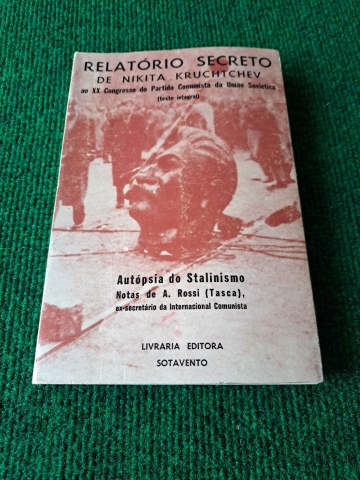 RELATÓRIO SECRETO
DE NIKITA KRUCHTCHEV
ao XX Congresso do Partido Comunista da União Soviética
(texto integral)
Autópsia do Stalinismo
Notas de A. Rossi (Tasca),
ex-secretário da Internacional Comunista
LIVRARIA EDITORA
SOTAVENTO